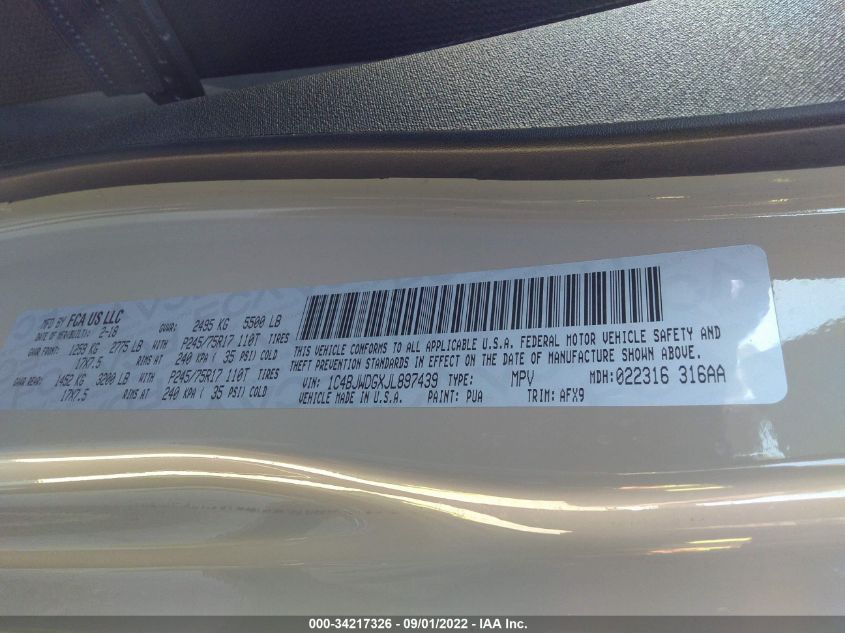 MFD BY FCA US LLC
DATE OF MFR(BUILT): 2-18 GVWR: 2495 KG 5500 LB
GAWR FRONT: 1259 KG 2775 LB WITH P245/75R17 110T TIRES
17X7.5 RIMS AT 240 KPA ( 35 PSI) COLD
GAWR REAR: 1452 KG 3200 LB WITH P245/75R17 110T TIRES
17X7.5 RIMS AT 240 KPA ( 35 PSI) COLD
THIS VEHICLE CONFORMS TO ALL APPLICABLE U.S.A. FEDERAL MOTOR VEHICLE SAFETY AND
THEFT PREVENTION STANDARDS IN EFFECT ON THE DATE OF MANUFACTURE SHOWN ABOVE.
VIN: 1C4BJWDGXJL897439 TYPE: MPV MDH:022316 316AA
VEHICLE MADE IN U.S.A. PAINT: PUA TRIM: AFX9
000-34217326 - 09/01/2022 - IAA Inc.